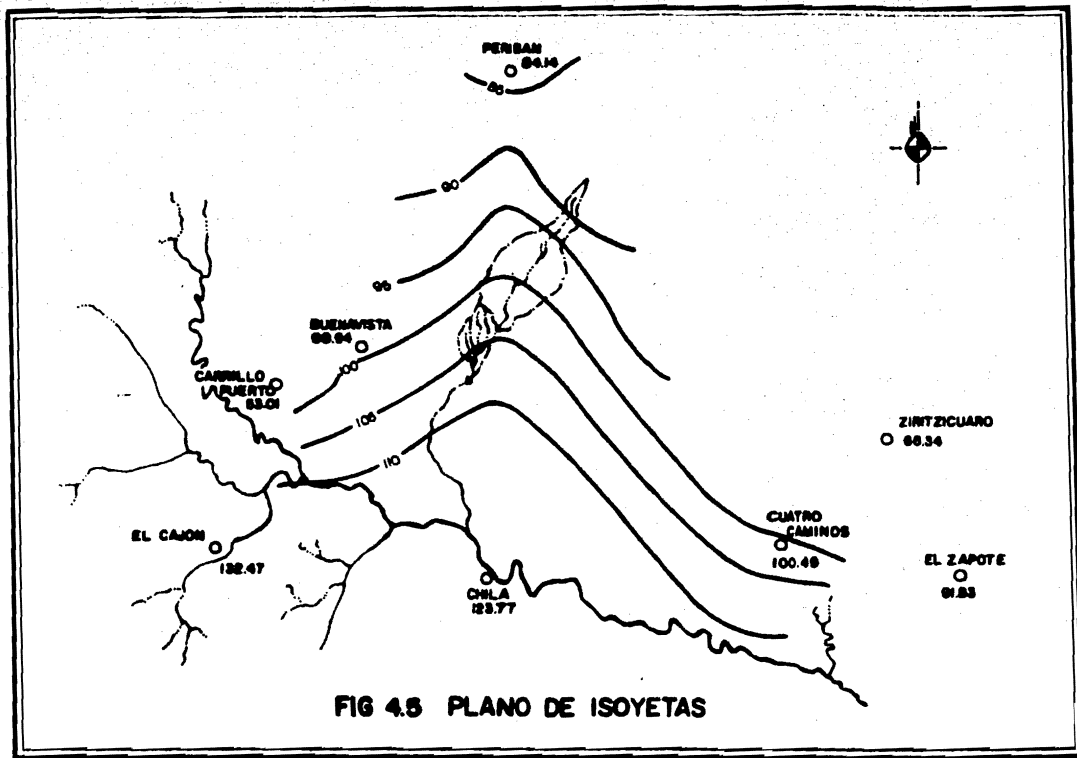 PERIBAN
84.14
85
90
95
BUENAVISTA
100
CARRILLO
PUERTO
105
ZIRITZICUARO
110
CUATRO
CAMINOS
EL CAJON
100.49
132.47
EL ZAPOTE
CHILA
123.77
FIG 4.5 PLANO DE ISOYETAS